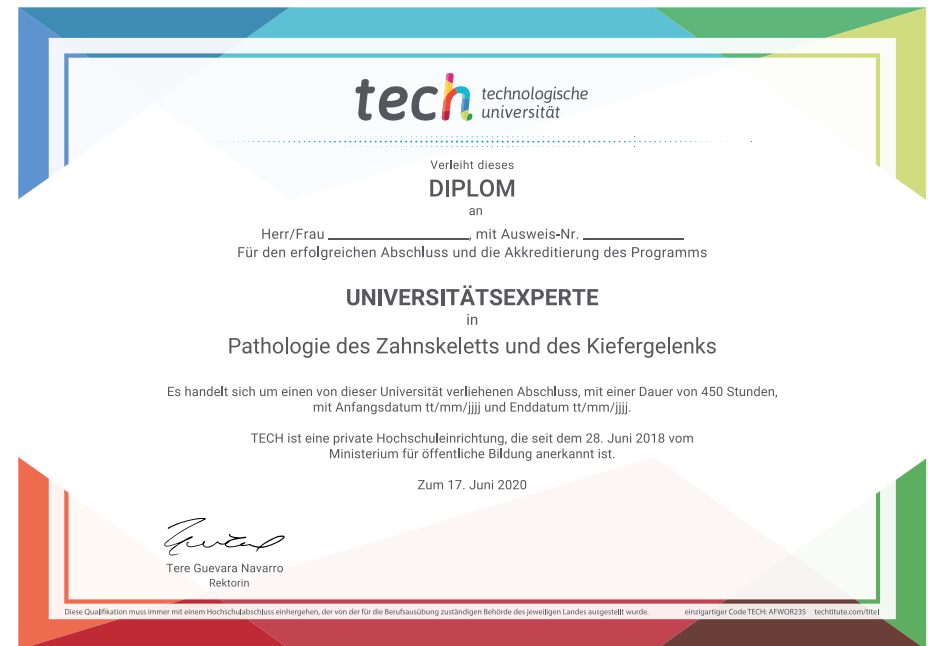 tech technologische
universität
Verleiht dieses
DIPLOM
an
Herr/Frau ____________________, mit Ausweis-Nr. ______________
Für den erfolgreichen Abschluss und die Akkreditierung des Programms
UNIVERSITÄTSEXPERTE
in
Pathologie des Zahnskeletts und des Kiefergelenks
Es handelt sich um einen von dieser Universität verliehenen Abschluss, mit einer Dauer von 450 Stunden,
mit Anfangsdatum tt/mm/jjjj und Enddatum tt/mm/jjjj.
TECH ist eine private Hochschuleinrichtung, die seit dem 28. Juni 2018 vom
Ministerium für öffentliche Bildung anerkannt ist.
Zum 17. Juni 2020
Tere Guevara Navarro
Rektorin
Diese Qualifikation muss immer mit einem Hochschulabschluss einhergehen, der von der für die Berufsausübung zuständigen Behörde des jeweiligen Landes ausgestellt wurde. einzigartiger Code TECH: AFWOR23S techtitute.com/titel